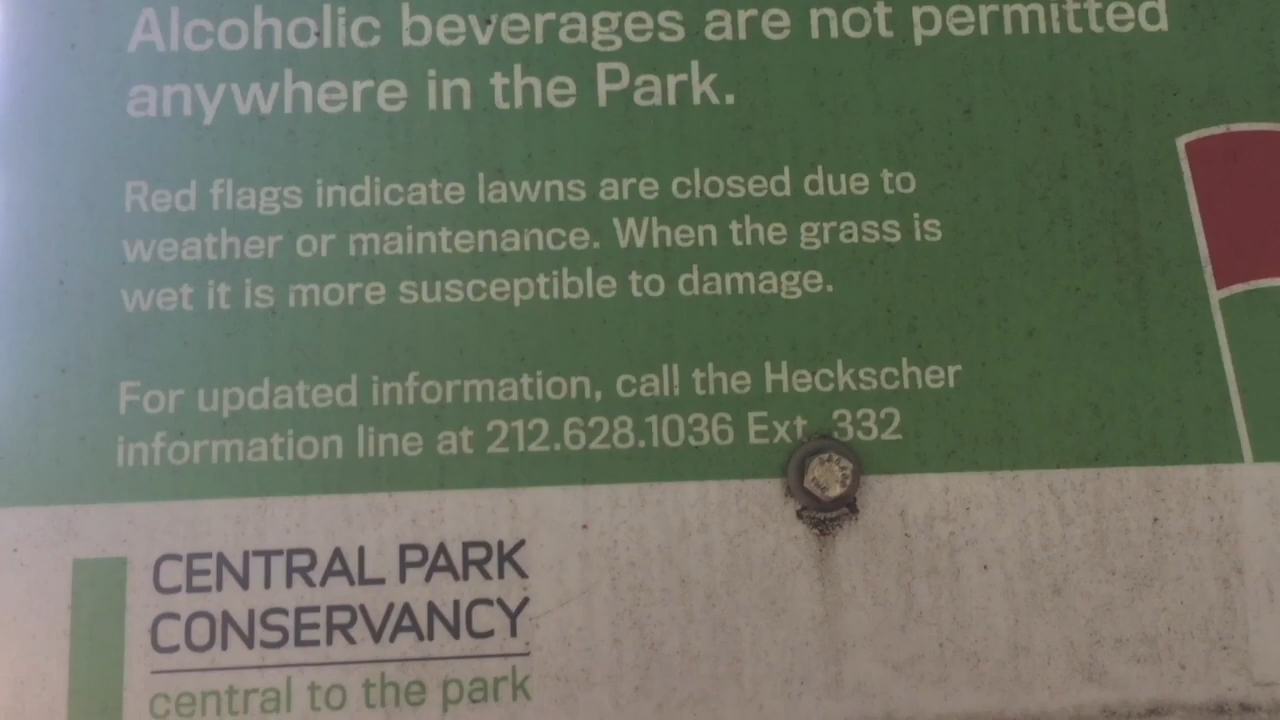 Alcoholic beverages are not permitted
anywhere in the Park.
Red flags indicate lawns are closed due to
weather or maintenance. When the grass is
wet it is more susceptible to damage.
For updated information, call the Heckscher
information line at 212.628.1036 Ext. 332
CENTRAL PARK
CONSERVANCY
central to the park